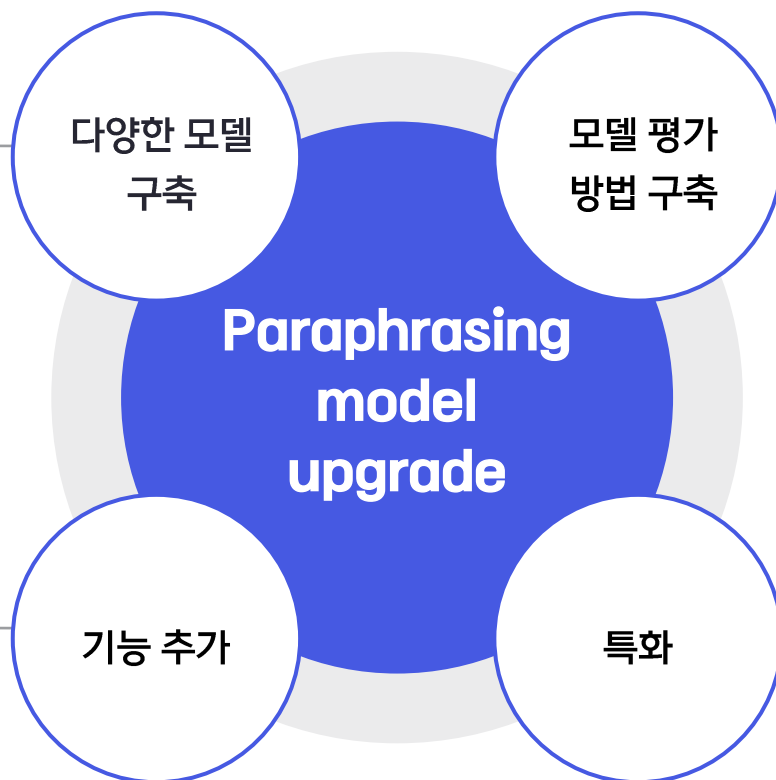 다양한 모델
구축
모델 평가
방법 구축
Paraphrasing
model
upgrade
기능 추가
특화